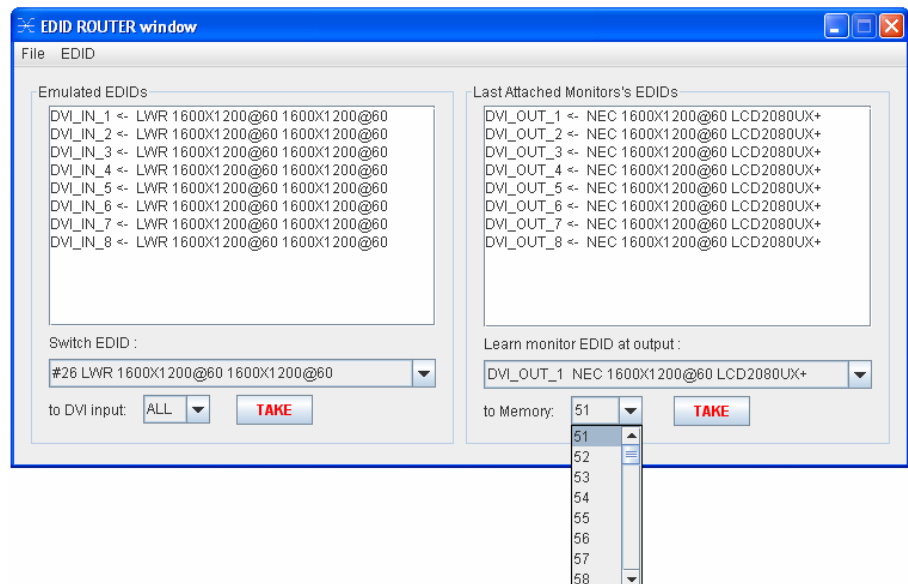 EDID ROUTER window
File EDID
Emulated EDIDs
DVI_IN_1 <- LWR 1600X1200@60 1600X1200@60
DVI_IN_2 <- LWR 1600X1200@60 1600X1200@60
DVI_IN_3 <- LWR 1600X1200@60 1600X1200@60
DVI_IN_4 <- LWR 1600X1200@60 1600X1200@60
DVI_IN_5 <- LWR 1600X1200@60 1600X1200@60
DVI_IN_6 <- LWR 1600X1200@60 1600X1200@60
DVI_IN_7 <- LWR 1600X1200@60 1600X1200@60
DVI_IN_8 <- LWR 1600X1200@60 1600X1200@60
Switch EDID :
#26 LWR 1600X1200@60 1600X1200@60
to DVI input: ALL TAKE
Last Attached Monitors's EDIDs
DVI_OUT_1 <- NEC 1600X1200@60 LCD2080UX+
DVI_OUT_2 <- NEC 1600X1200@60 LCD2080UX+
DVI_OUT_3 <- NEC 1600X1200@60 LCD2080UX+
DVI_OUT_4 <- NEC 1600X1200@60 LCD2080UX+
DVI_OUT_5 <- NEC 1600X1200@60 LCD2080UX+
DVI_OUT_6 <- NEC 1600X1200@60 LCD2080UX+
DVI_OUT_7 <- NEC 1600X1200@60 LCD2080UX+
DVI_OUT_8 <- NEC 1600X1200@60 LCD2080UX+
Learn monitor EDID at output :
DVI_OUT_1 NEC 1600X1200@60 LCD2080UX+
to Memory: 51 TAKE
51
52
53
54
55
56
57
58